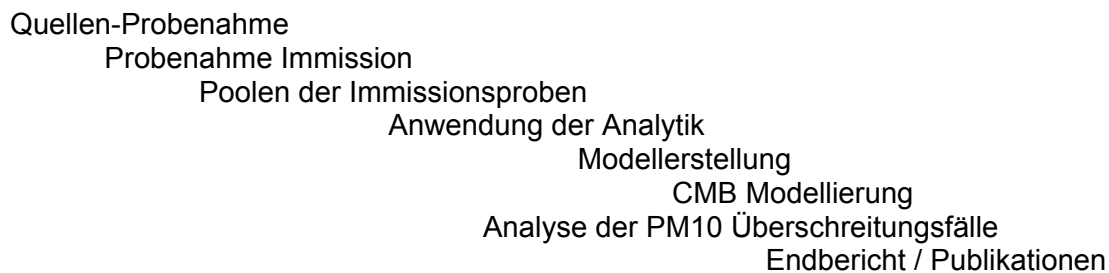 Quellen-Probenahme
Probenahme Immission
Poolen der Immissionsproben
Anwendung der Analytik
Modellerstellung
CMB Modellierung
Analyse der PM10 Überschreitungsfälle
Endbericht / Publikationen